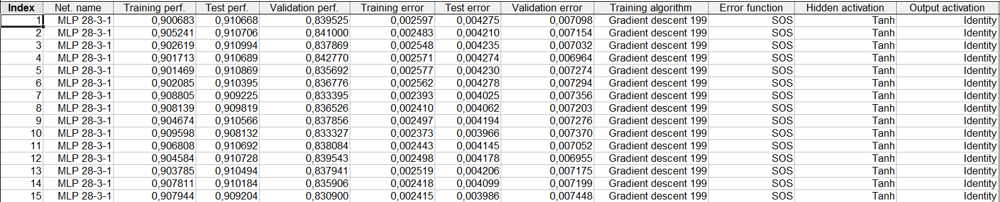 Index Net. name Training perf. Test perf. Validation perf. Training error Test error Validation error Training algorithm Error function Hidden activation Output activation
1 MLP 28-3-1 0,900683 0,910668 0,839525 0,002597 0,004275 0,007098 Gradient descent 199 SOS Tanh Identity
2 MLP 28-3-1 0,905241 0,910706 0,841000 0,002483 0,004210 0,007154 Gradient descent 199 SOS Tanh Identity
3 MLP 28-3-1 0,902619 0,910994 0,837869 0,002548 0,004235 0,007032 Gradient descent 199 SOS Tanh Identity
4 MLP 28-3-1 0,901713 0,910689 0,842770 0,002571 0,004274 0,006964 Gradient descent 199 SOS Tanh Identity
5 MLP 28-3-1 0,901469 0,910869 0,835692 0,002577 0,004230 0,007274 Gradient descent 199 SOS Tanh Identity
6 MLP 28-3-1 0,902085 0,910395 0,836776 0,002562 0,004278 0,007294 Gradient descent 199 SOS Tanh Identity
7 MLP 28-3-1 0,908805 0,909225 0,833395 0,002393 0,004025 0,007356 Gradient descent 199 SOS Tanh Identity
8 MLP 28-3-1 0,908139 0,909819 0,836526 0,002410 0,004062 0,007203 Gradient descent 199 SOS Tanh Identity
9 MLP 28-3-1 0,904674 0,910566 0,837856 0,002497 0,004194 0,007276 Gradient descent 199 SOS Tanh Identity
10 MLP 28-3-1 0,909598 0,908132 0,833327 0,002373 0,003966 0,007370 Gradient descent 199 SOS Tanh Identity
11 MLP 28-3-1 0,906808 0,910692 0,838084 0,002443 0,004145 0,007052 Gradient descent 199 SOS Tanh Identity
12 MLP 28-3-1 0,904584 0,910728 0,839543 0,002498 0,004178 0,006955 Gradient descent 199 SOS Tanh Identity
13 MLP 28-3-1 0,903785 0,910494 0,837941 0,002519 0,004206 0,007175 Gradient descent 199 SOS Tanh Identity
14 MLP 28-3-1 0,907811 0,910184 0,835906 0,002418 0,004099 0,007199 Gradient descent 199 SOS Tanh Identity
15 MLP 28-3-1 0,907944 0,909204 0,830900 0,002415 0,003986 0,007448 Gradient descent 199 SOS Tanh Identity